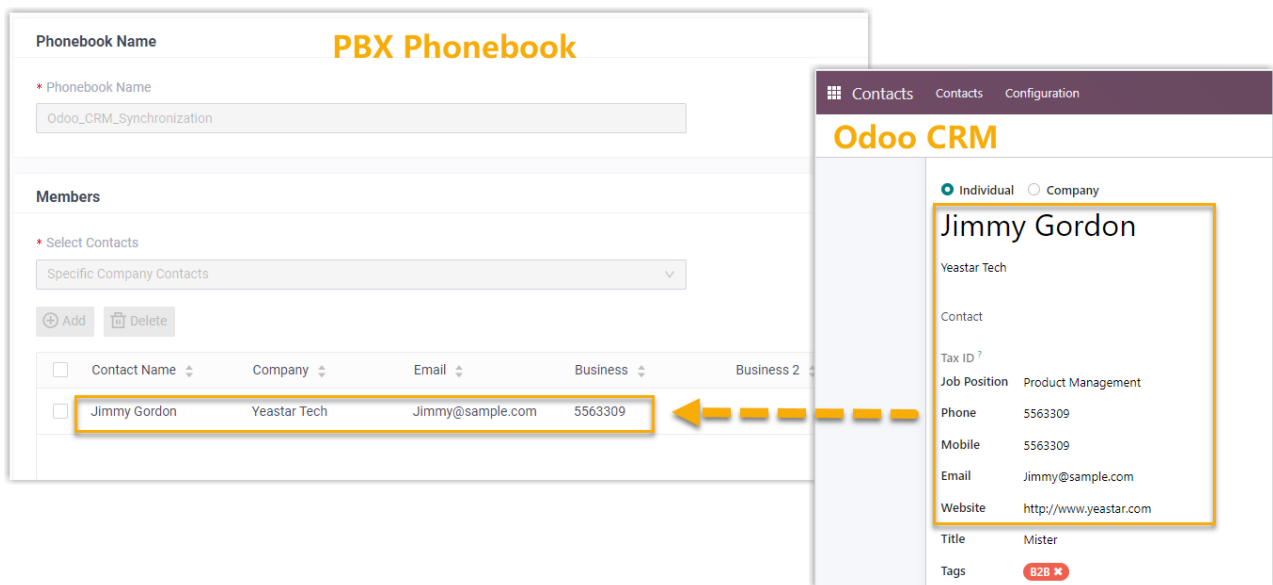 Phonebook Name
PBX Phonebook
* Phonebook Name
Odoo_CRM_Synchronization
Members
* Select Contacts
Specific Company Contacts
Add Delete
Contact Name Company Email Business Business 2
Jimmy Gordon Yeastar Tech Jimmy@sample.com 5563309
Contacts Contacts Configuration
Odoo CRM
Individual Company
Jimmy Gordon
Yeastar Tech
Contact
Tax ID ?
Job Position Product Management
Phone 5563309
Mobile 5563309
Email Jimmy@sample.com
Website http://www.yeastar.com
Title Mister
Tags B2B ×